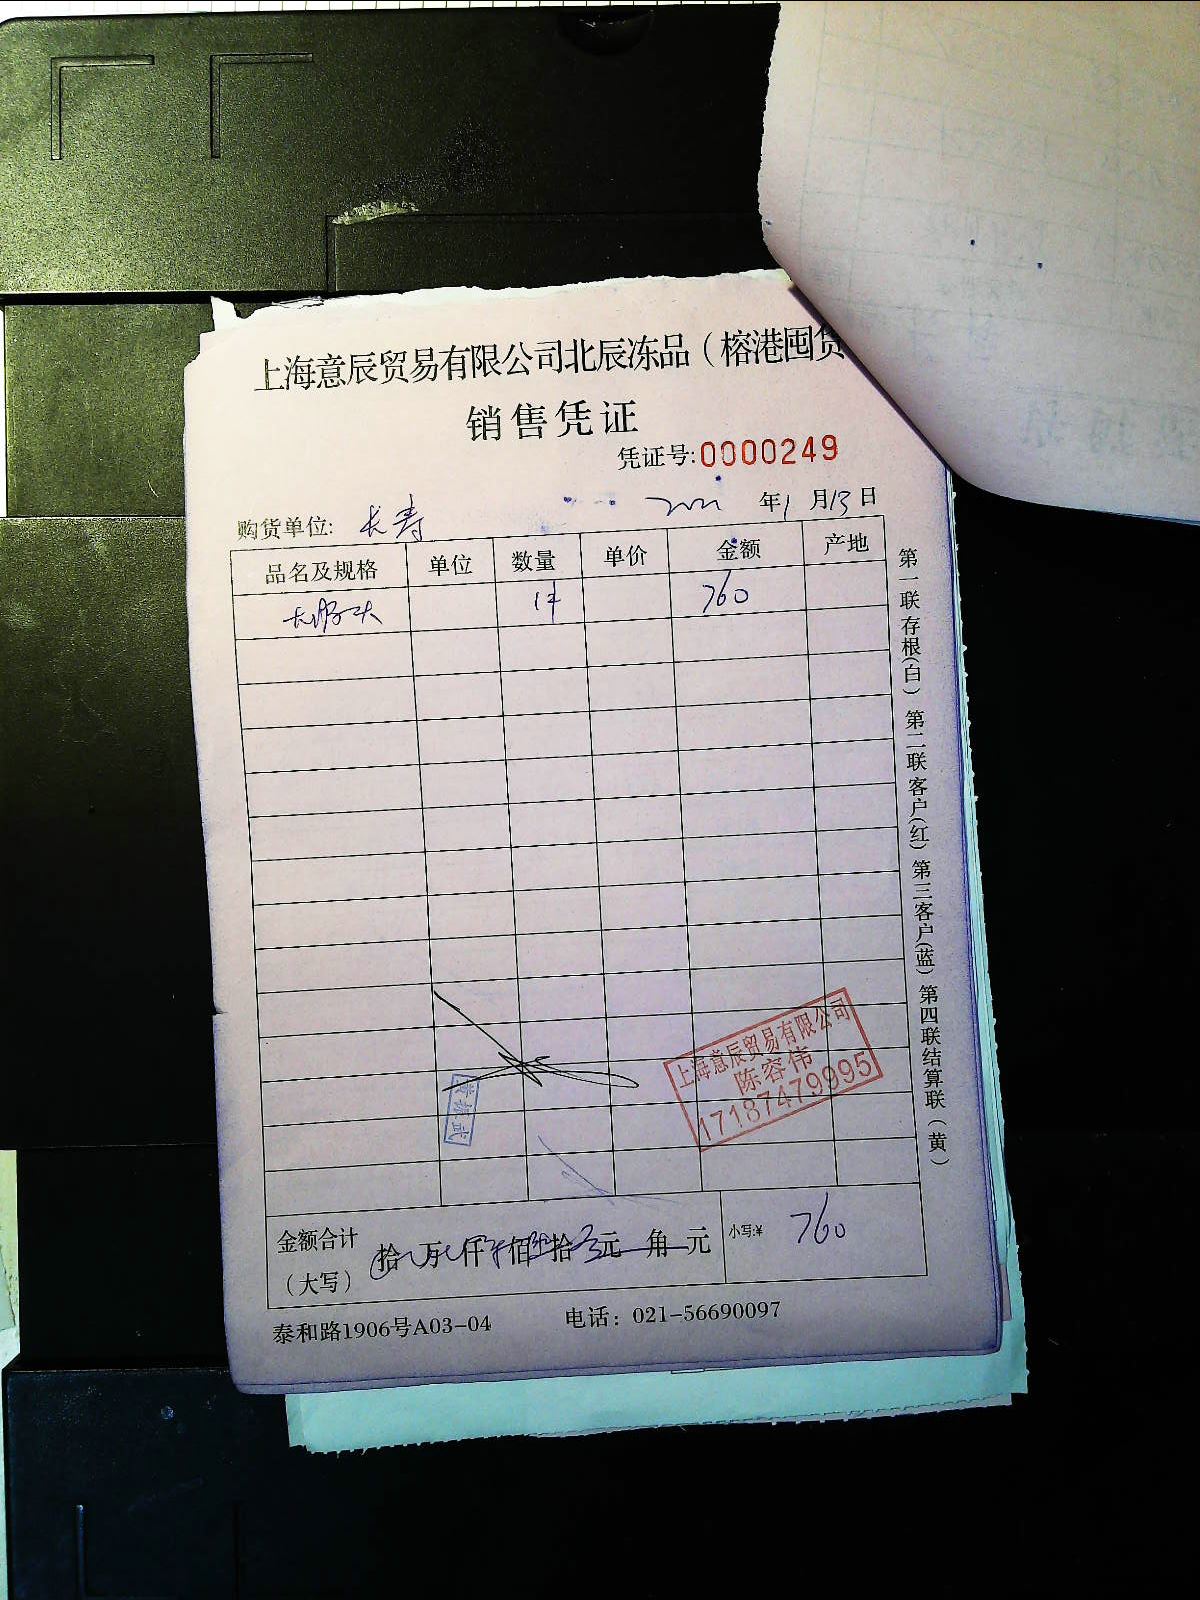 上海意辰贸易有限公司北辰冻品（榕港囤货
销售凭证
凭证号:0000249
购货单位: 长寿 年1月13日
品名及规格 单位 数量 单价 金额 产地
1件 760
上海意辰贸易有限公司
陈容伟
17187479995
金额合计（大写） 拾 万 仟 佰 拾 元 角 元 小写:¥ 760
泰和路1906号A03-04 电话：021-56690097
第一联存根(白) 第二联客户(红) 第三客户(蓝) 第四联结算联（黄）